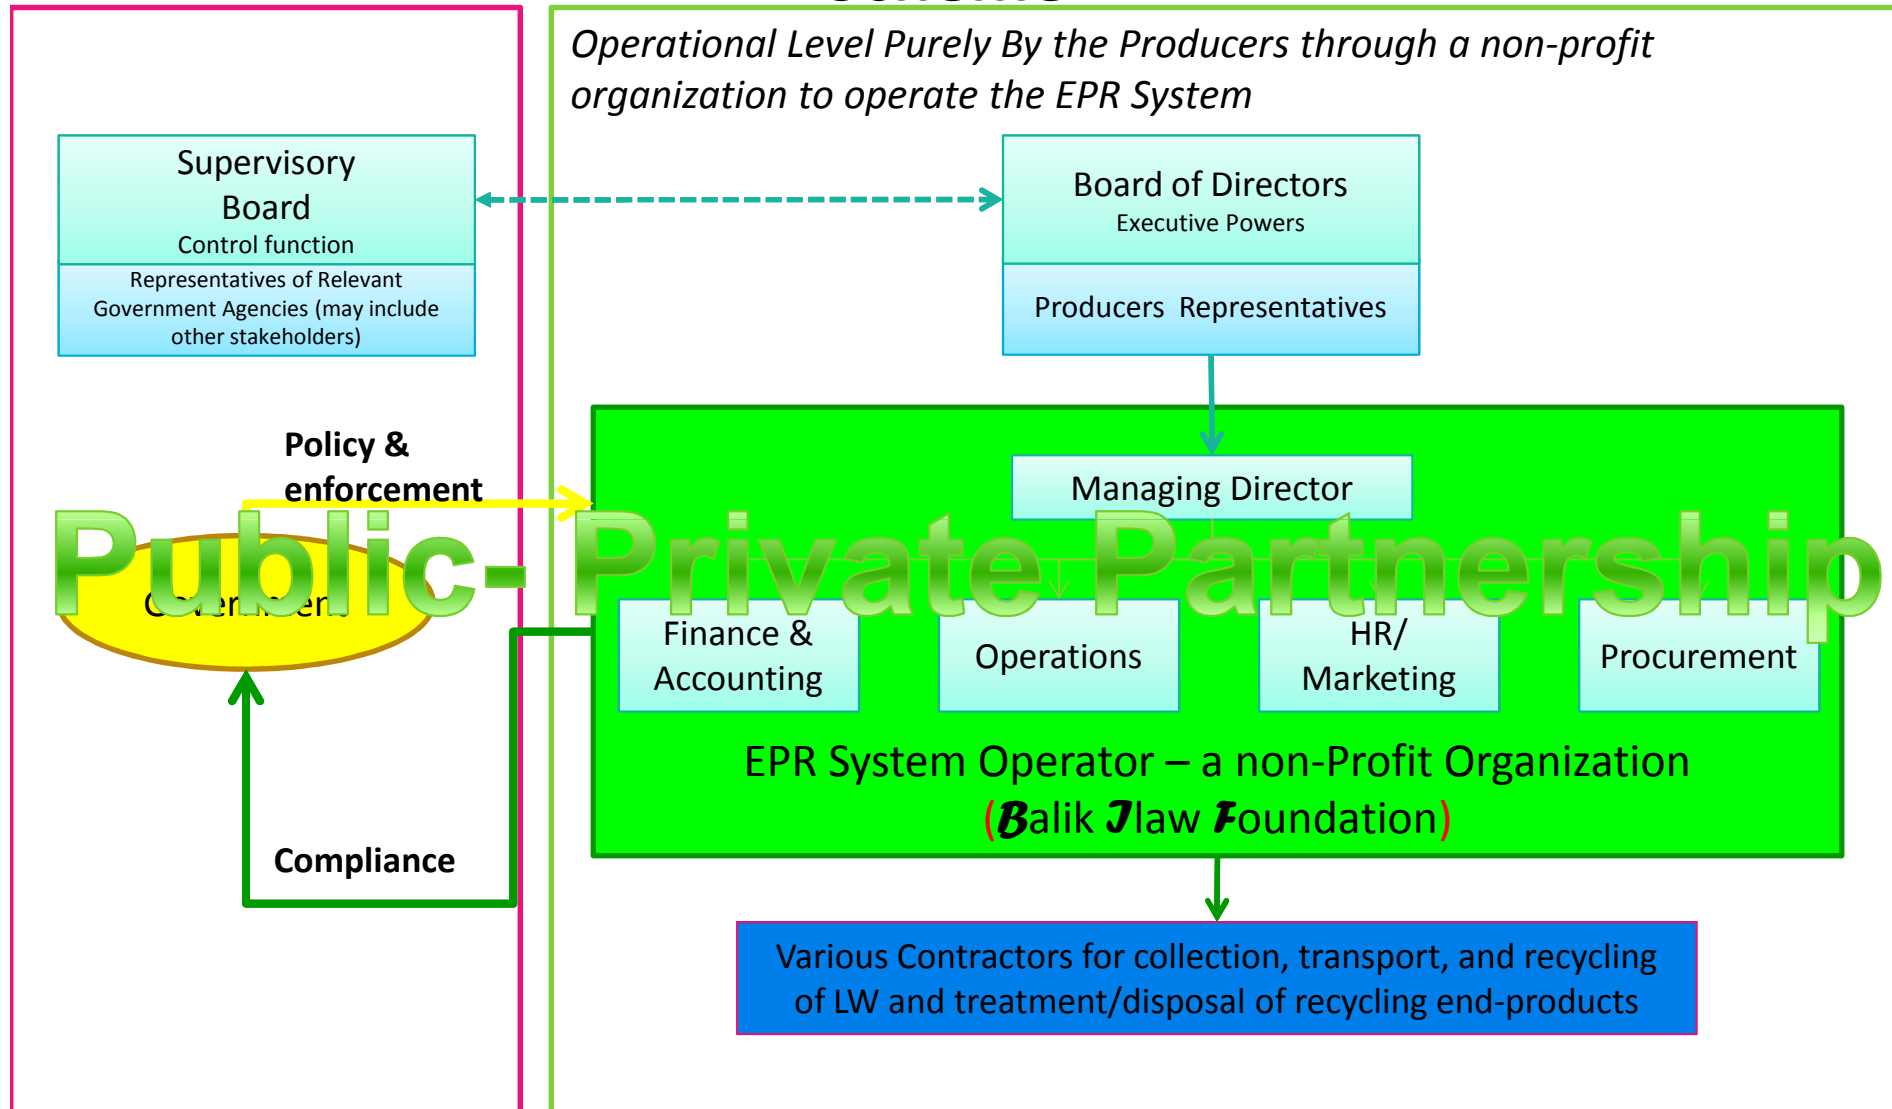 Operational Level Purely By the Producers through a non-profit
organization to operate the EPR System
Supervisory
Board
Control function
Representatives of Relevant
Government Agencies (may include
other stakeholders)
Board of Directors
Executive Powers
Producers Representatives
Policy &
enforcement
Managing Director
Public- Private Partnership
Government
Finance &
Accounting
Operations
HR/
Marketing
Procurement
EPR System Operator – a non-Profit Organization
(Balik Ilaw Foundation)
Compliance
Various Contractors for collection, transport, and recycling
of LW and treatment/disposal of recycling end-products